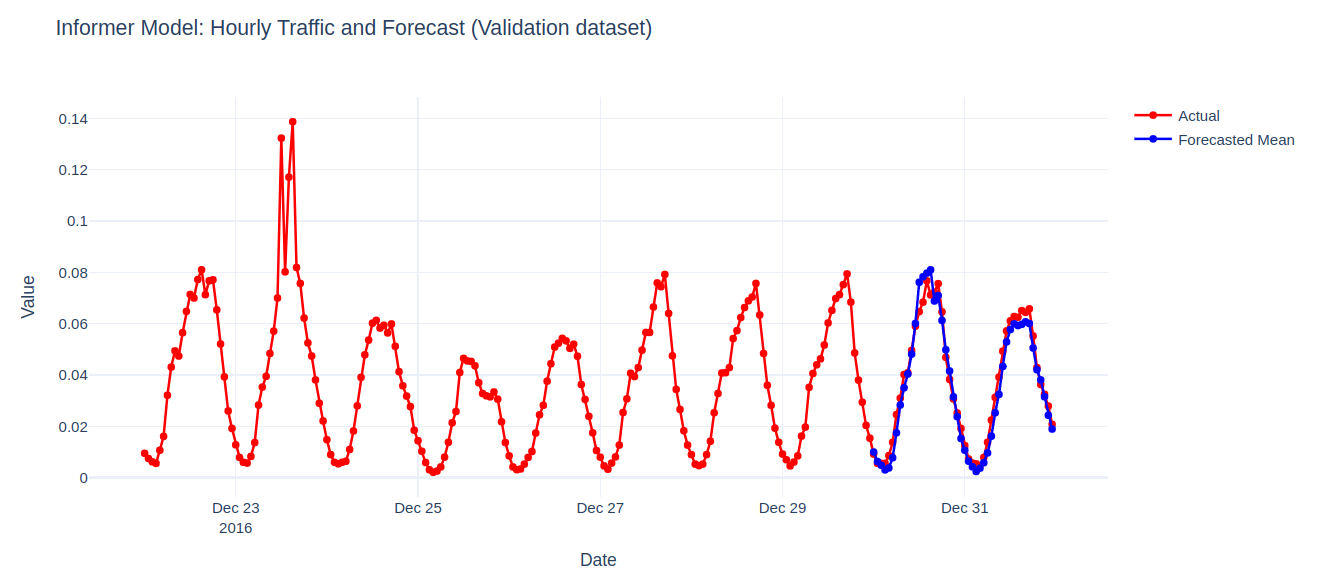 Informer Model: Hourly Traffic and Forecast (Validation dataset)
0.14
0.12
0.1
0.08
0.06
0.04
0.02
0
Value
Dec 23
2016
Dec 25
Dec 27
Dec 29
Dec 31
Date
Actual
Forecasted Mean